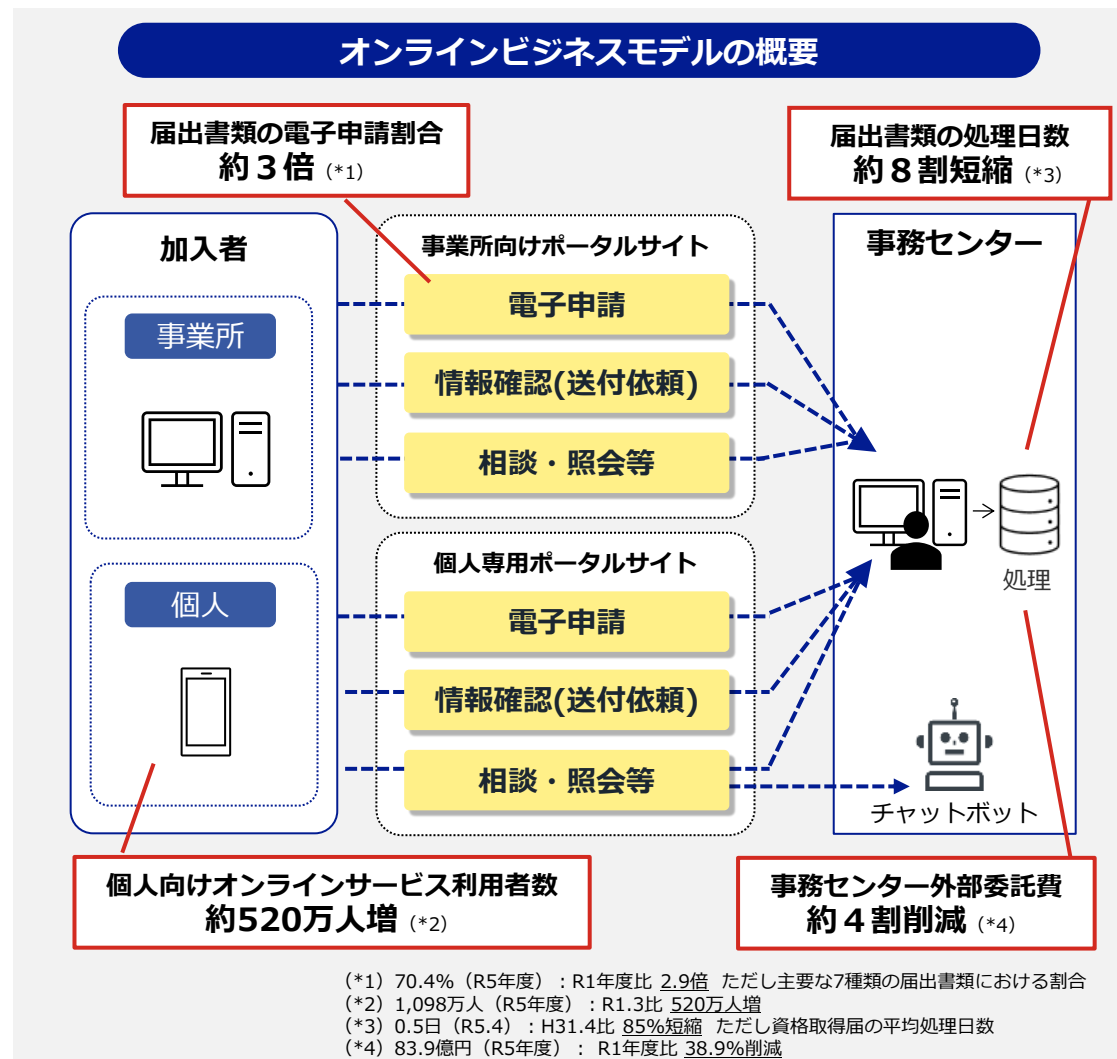 オンラインビジネスモデルの概要
届出書類の電子申請割合
約３倍 (*1)
届出書類の処理日数
約８割短縮 (*3)
加入者
事業所
個人
事業所向けポータルサイト
電子申請
情報確認(送付依頼)
相談・照会等
個人専用ポータルサイト
電子申請
情報確認(送付依頼)
相談・照会等
事務センター
処理
チャットボット
個人向けオンラインサービス利用者数
約520万人増 (*2)
事務センター外部委託費
約４割削減 (*4)
(*1) 70.4%（R5年度）：R1年度比 2.9倍 ただし主要な7種類の届出書類における割合
(*2) 1,098万人（R5年度）：R1.3比 520万人増
(*3) 0.5日（R5.4）：H31.4比 85%短縮 ただし資格取得届の平均処理日数
(*4) 83.9億円（R5年度）： R1年度比 38.9%削減